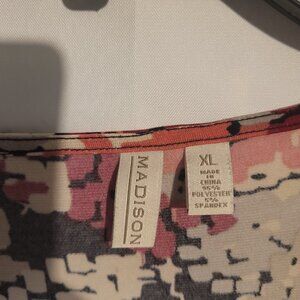 MADISON
XL
MADE
IN
CHINA
95%
POLYESTER
5%
SPANDEX